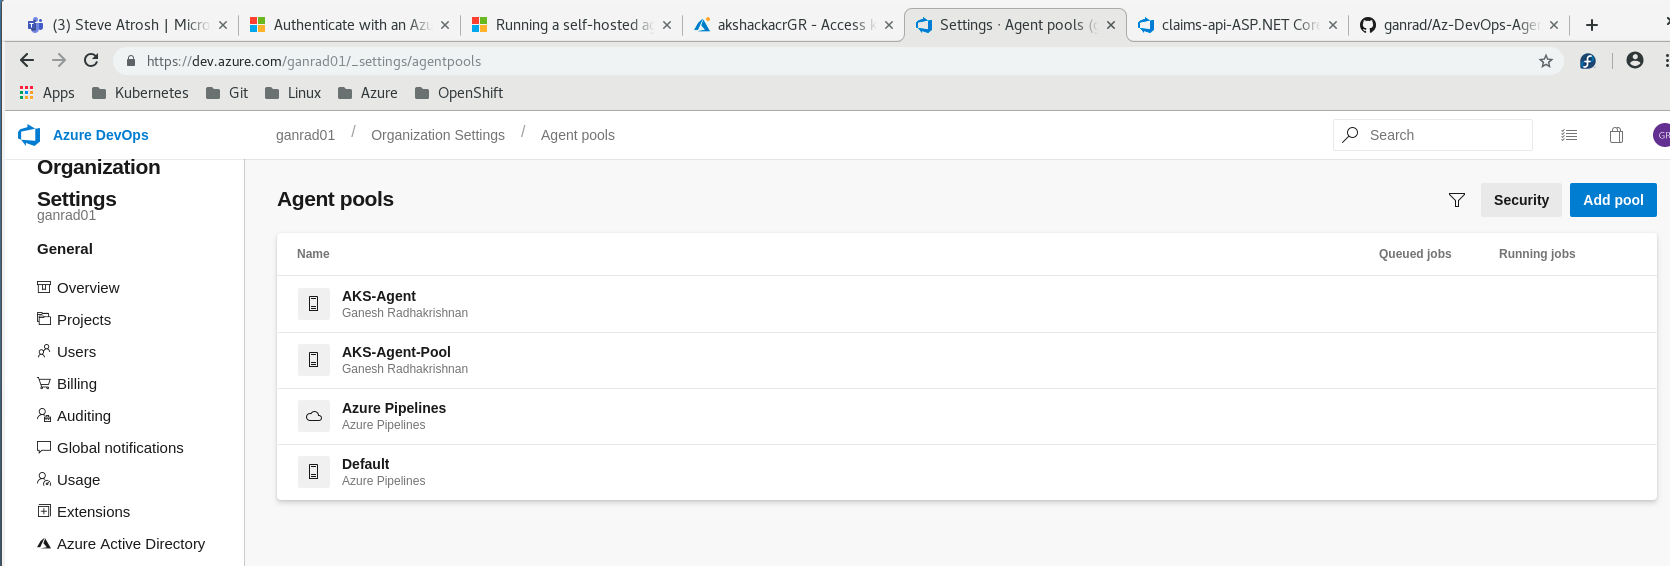 (3) Steve Atrosh | Micro
Authenticate with an Azu
Running a self-hosted ag
akshackacrGR - Access k
Settings · Agent pools (g
claims-api-ASP.NET Core
ganrad/Az-DevOps-Agen
https://dev.azure.com/ganrad01/_settings/agentpools
Apps
Kubernetes
Git
Linux
Azure
OpenShift
Azure DevOps
ganrad01 / Organization Settings / Agent pools
Search
GR
Organization
Settings
ganrad01
General
Overview
Projects
Users
Billing
Auditing
Global notifications
Usage
Extensions
Azure Active Directory
Agent pools
Security
Add pool
Name
Queued jobs
Running jobs
AKS-Agent
Ganesh Radhakrishnan
AKS-Agent-Pool
Ganesh Radhakrishnan
Azure Pipelines
Azure Pipelines
Default
Azure Pipelines